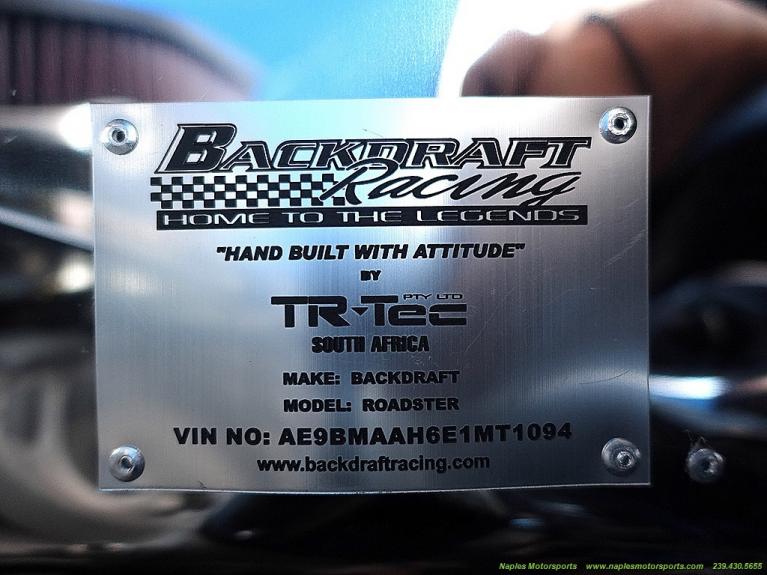 BACKDRAFT
Racing
HOME TO THE LEGENDS
"HAND BUILT WITH ATTITUDE"
BY
TR-Tec PTY LTD
SOUTH AFRICA
MAKE: BACKDRAFT
MODEL: ROADSTER
VIN NO: AE9BMAAH6E1MT1094
www.backdraftracing.com
Naples Motorsports www.naplesmotorsports.com 239.430.5655